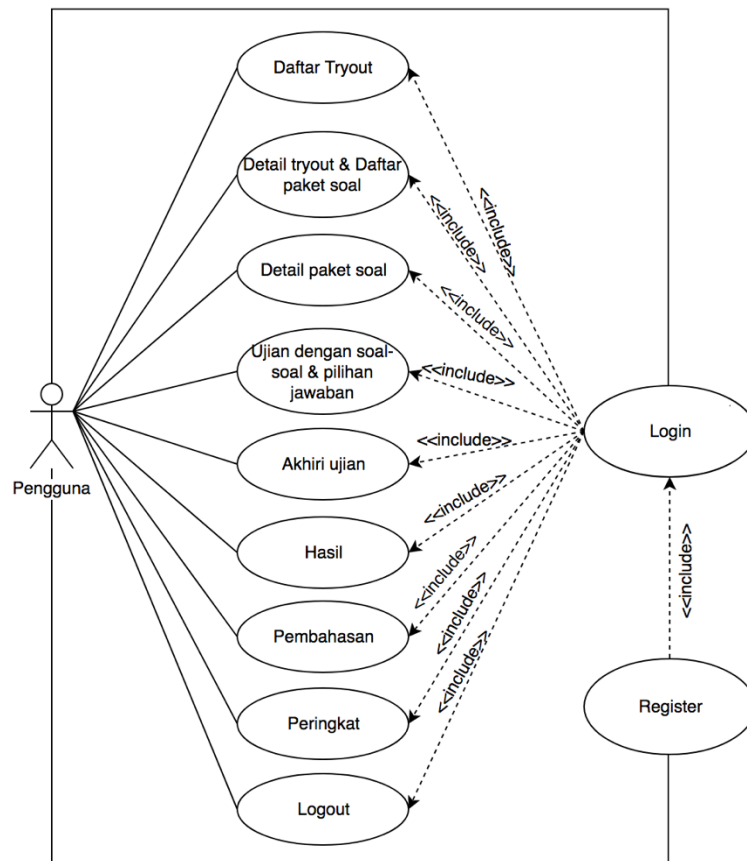 Daftar Tryout
Detail tryout & Daftar
paket soal
<<include>>
<<include>>
Detail paket soal
<<include>>
Ujian dengan soal-
soal & pilihan
jawaban
<<include>>
Login
Pengguna
Akhiri ujian
<<include>>
Hasil
<<include>>
<<include>>
<<include>>
Pembahasan
<<include>>
<<include>>
Peringkat
Register
Logout